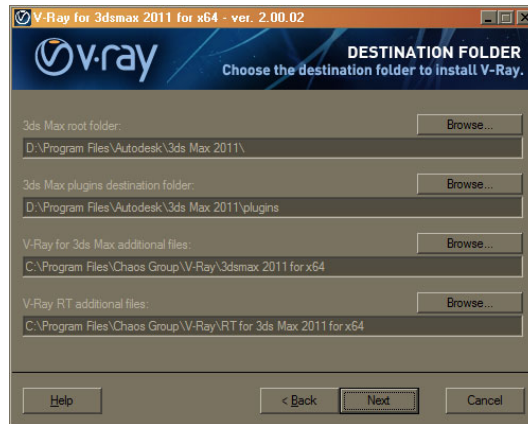 V-Ray for 3dsmax 2011 for x64 - ver. 2.00.02
v·ray
DESTINATION FOLDER
Choose the destination folder to install V-Ray.
3ds Max root folder:
Browse...
D:\Program Files\Autodesk\3ds Max 2011\
3ds Max plugins destination folder:
Browse...
D:\Program Files\Autodesk\3ds Max 2011\plugins
V-Ray for 3ds Max additional files:
Browse...
C:\Program Files\Chaos Group\V-Ray\3dsmax 2011 for x64
V-Ray RT additional files:
Browse...
C:\Program Files\Chaos Group\V-Ray\RT for 3ds Max 2011 for x64
Help
< Back
Next
Cancel